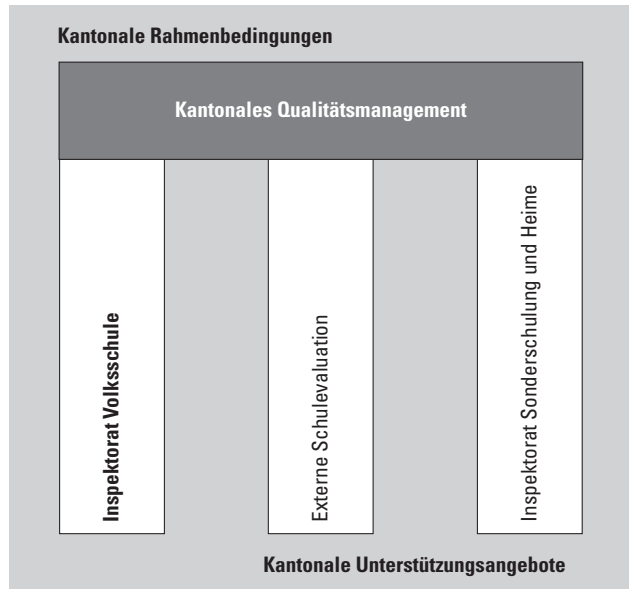 Kantonale Rahmenbedingungen
Kantonales Qualitätsmanagement
Inspektorat Volksschule
Externe Schulevaluation
Inspektorat Sonderschulung und Heime
Kantonale Unterstützungsangebote